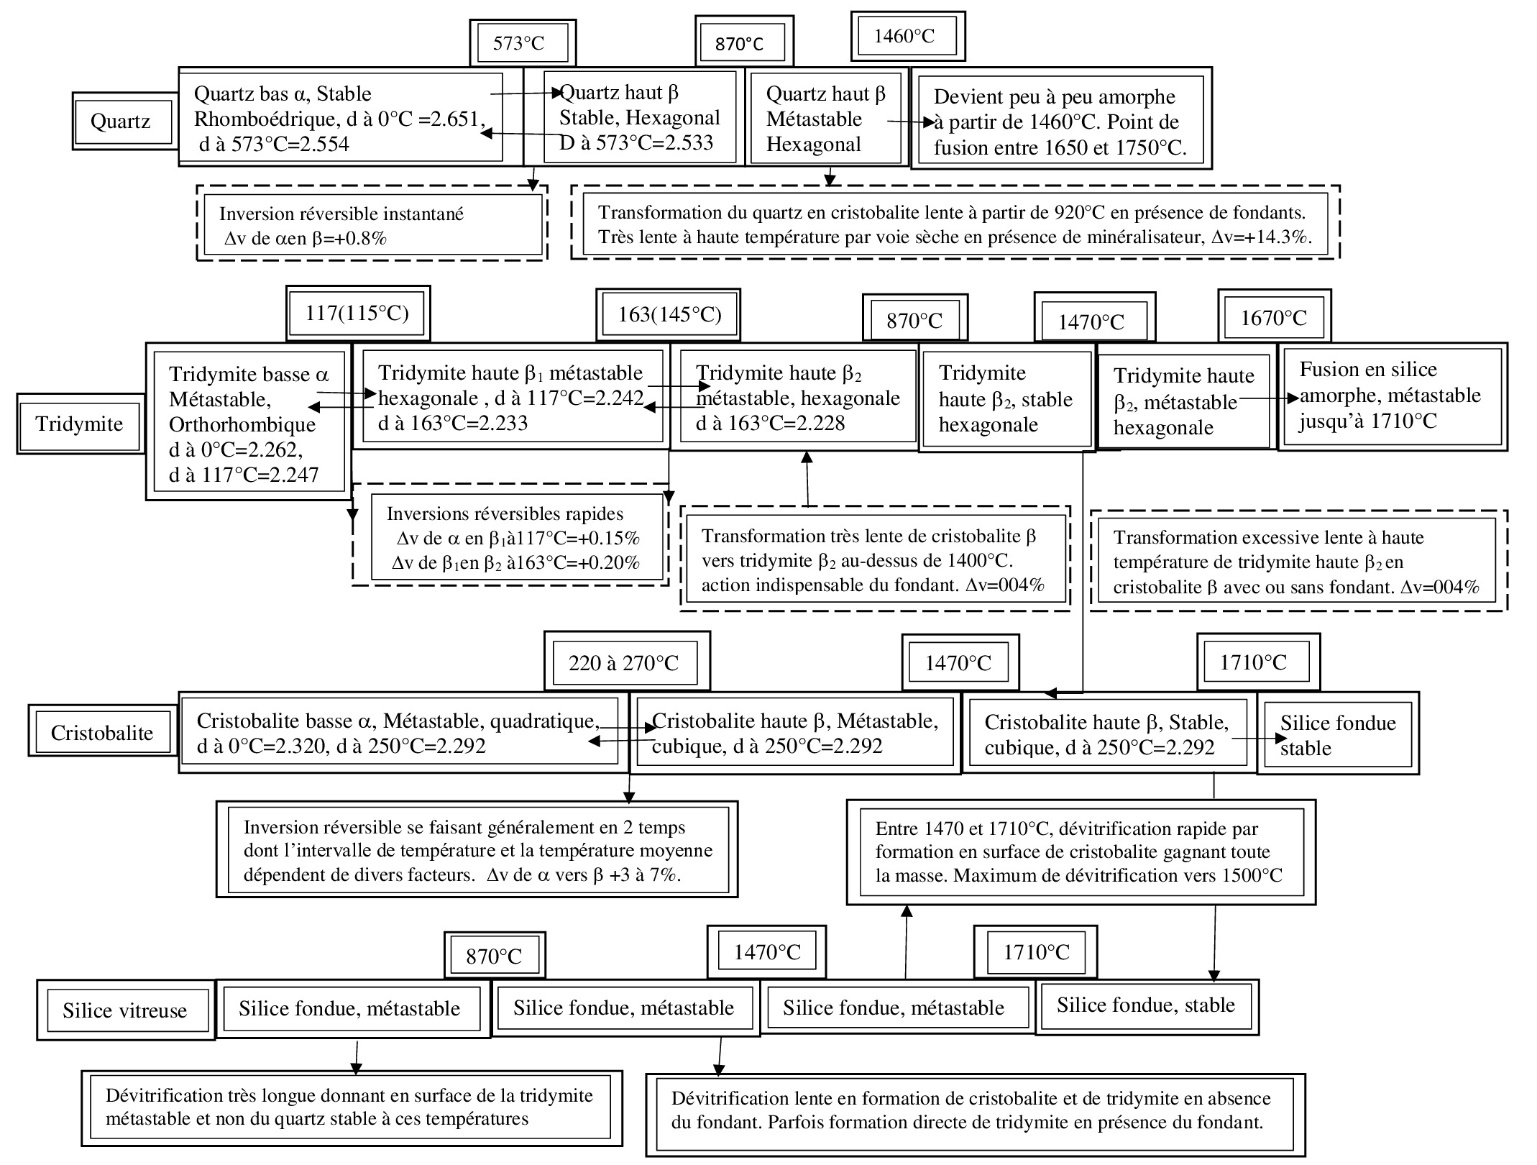 573°C
870°C
1460°C
Quartz
Quartz bas α, Stable
Rhomboédrique, d à 0°C =2.651,
d à 573°C=2.554
Quartz haut β
Stable, Hexagonal
D à 573°C=2.533
Quartz haut β
Métastable
Hexagonal
Devient peu à peu amorphe
à partir de 1460°C. Point de
fusion entre 1650 et 1750°C.
Inversion réversible instantané
Δv de αen β=+0.8%
Transformation du quartz en cristobalite lente à partir de 920°C en présence de fondants.
Très lente à haute température par voie sèche en présence de minéralisateur, Δv=+14.3%.
117(115°C)
163(145°C)
870°C
1470°C
1670°C
Tridymite
Tridymite basse α
Métastable,
Orthorhombique
d à 0°C=2.262,
d à 117°C=2.247
Tridymite haute β₁ métastable
hexagonale , d à 117°C=2.242
d à 163°C=2.233
Tridymite haute β₂
métastable, hexagonale
d à 163°C=2.228
Tridymite
haute β₂, stable
hexagonale
Tridymite haute
β₂, métastable
hexagonale
Fusion en silice
amorphe, métastable
jusqu'à 1710°C
Inversions réversibles rapides
Δv de α en β₁à117°C=+0.15%
Δv de β₁en β₂ à163°C=+0.20%
Transformation très lente de cristobalite β
vers tridymite β₂ au-dessus de 1400°C.
action indispensable du fondant. Δv=004%
Transformation excessive lente à haute
température de tridymite haute β₂ en
cristobalite β avec ou sans fondant. Δv=004%
220 à 270°C
1470°C
1710°C
Cristobalite
Cristobalite basse α, Métastable, quadratique,
d à 0°C=2.320, d à 250°C=2.292
Cristobalite haute β, Métastable,
cubique, d à 250°C=2.292
Cristobalite haute β, Stable,
cubique, d à 250°C=2.292
Silice fondue
stable
Inversion réversible se faisant généralement en 2 temps
dont l'intervalle de température et la température moyenne
dépendent de divers facteurs. Δv de α vers β +3 à 7%.
Entre 1470 et 1710°C, dévitrification rapide par
formation en surface de cristobalite gagnant toute
la masse. Maximum de dévitrification vers 1500°C
870°C
1470°C
1710°C
Silice vitreuse
Silice fondue, métastable
Silice fondue, métastable
Silice fondue, métastable
Silice fondue, stable
Dévitrification très longue donnant en surface de la tridymite
métastable et non du quartz stable à ces températures
Dévitrification lente en formation de cristobalite et de tridymite en absence
du fondant. Parfois formation directe de tridymite en présence du fondant.